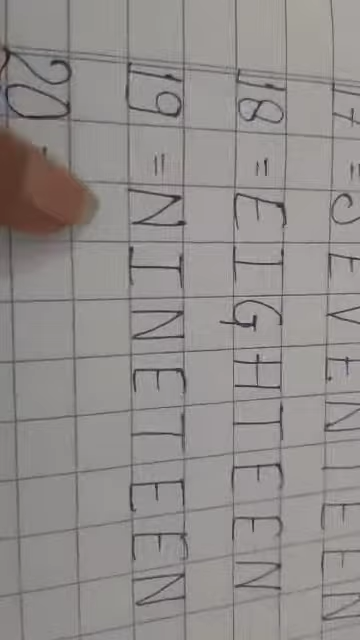 17 = SEVENTEEN
18 = EIGHTEEN
19 = NINETEEN
20